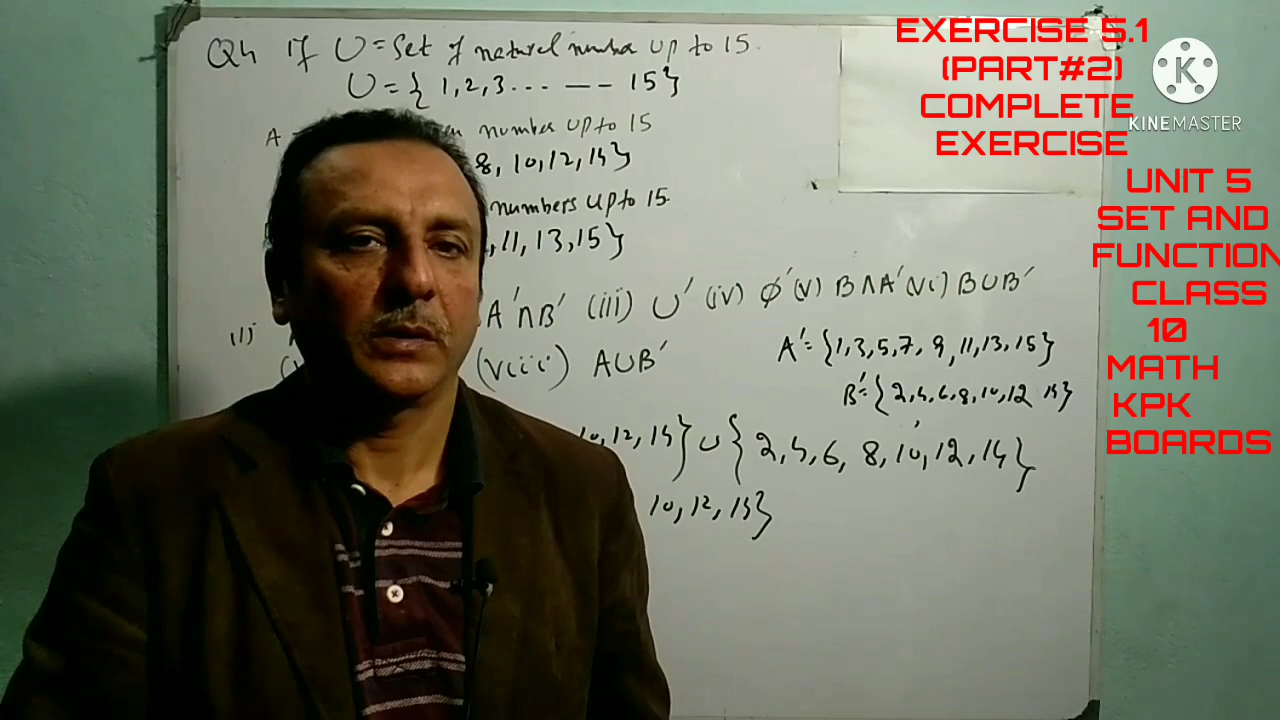 Q4 If U = Set of natural number up to 15.
U = { 1, 2, 3 . . . . — — 15 }
A number up to 15
8, 10, 12, 14 }
numbers up to 15.
, 11, 13, 15 }
A′∩B′ (iii) U′ (iv) φ′ (v) B∩A′ (vi) B∪B′
(viii) A∪B′
A′ = { 1, 3, 5, 7, 9, 11, 13, 15 }
B′ = { 2, 4, 6, 8, 10, 12 14 }
10, 12, 14 } ∪ { 2, 4, 6, 8, 10, 12, 14 }
10, 12, 14 }
EXERCISE 5.1
(PART#2)
COMPLETE
EXERCISE
K
KINEMASTER
UNIT 5
SET AND
FUNCTION
CLASS
10
MATH
KPK
BOARDS